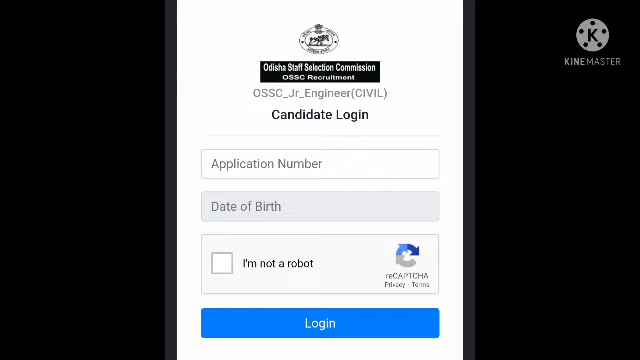 KINEMASTER
Odisha Staff Selection Commission
OSSC Recruitment
OSSC_Jr_Engineer(CIVIL)
Candidate Login
Application Number
Date of Birth
I'm not a robot
reCAPTCHA
Privacy - Terms
Login